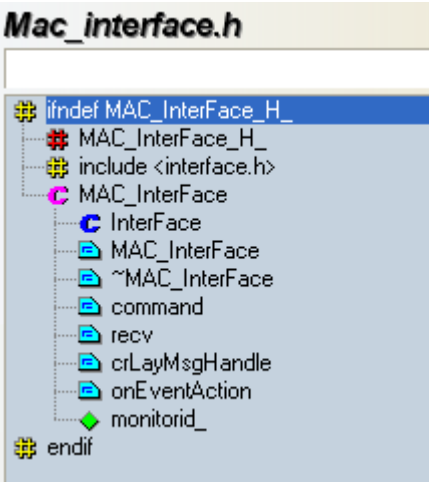 Mac_interface.h
ifndef MAC_InterFace_H_
MAC_InterFace_H_
include <interface.h>
MAC_InterFace
InterFace
MAC_InterFace
~MAC_InterFace
command
recv
crLayMsgHandle
onEventAction
monitorid_
endif